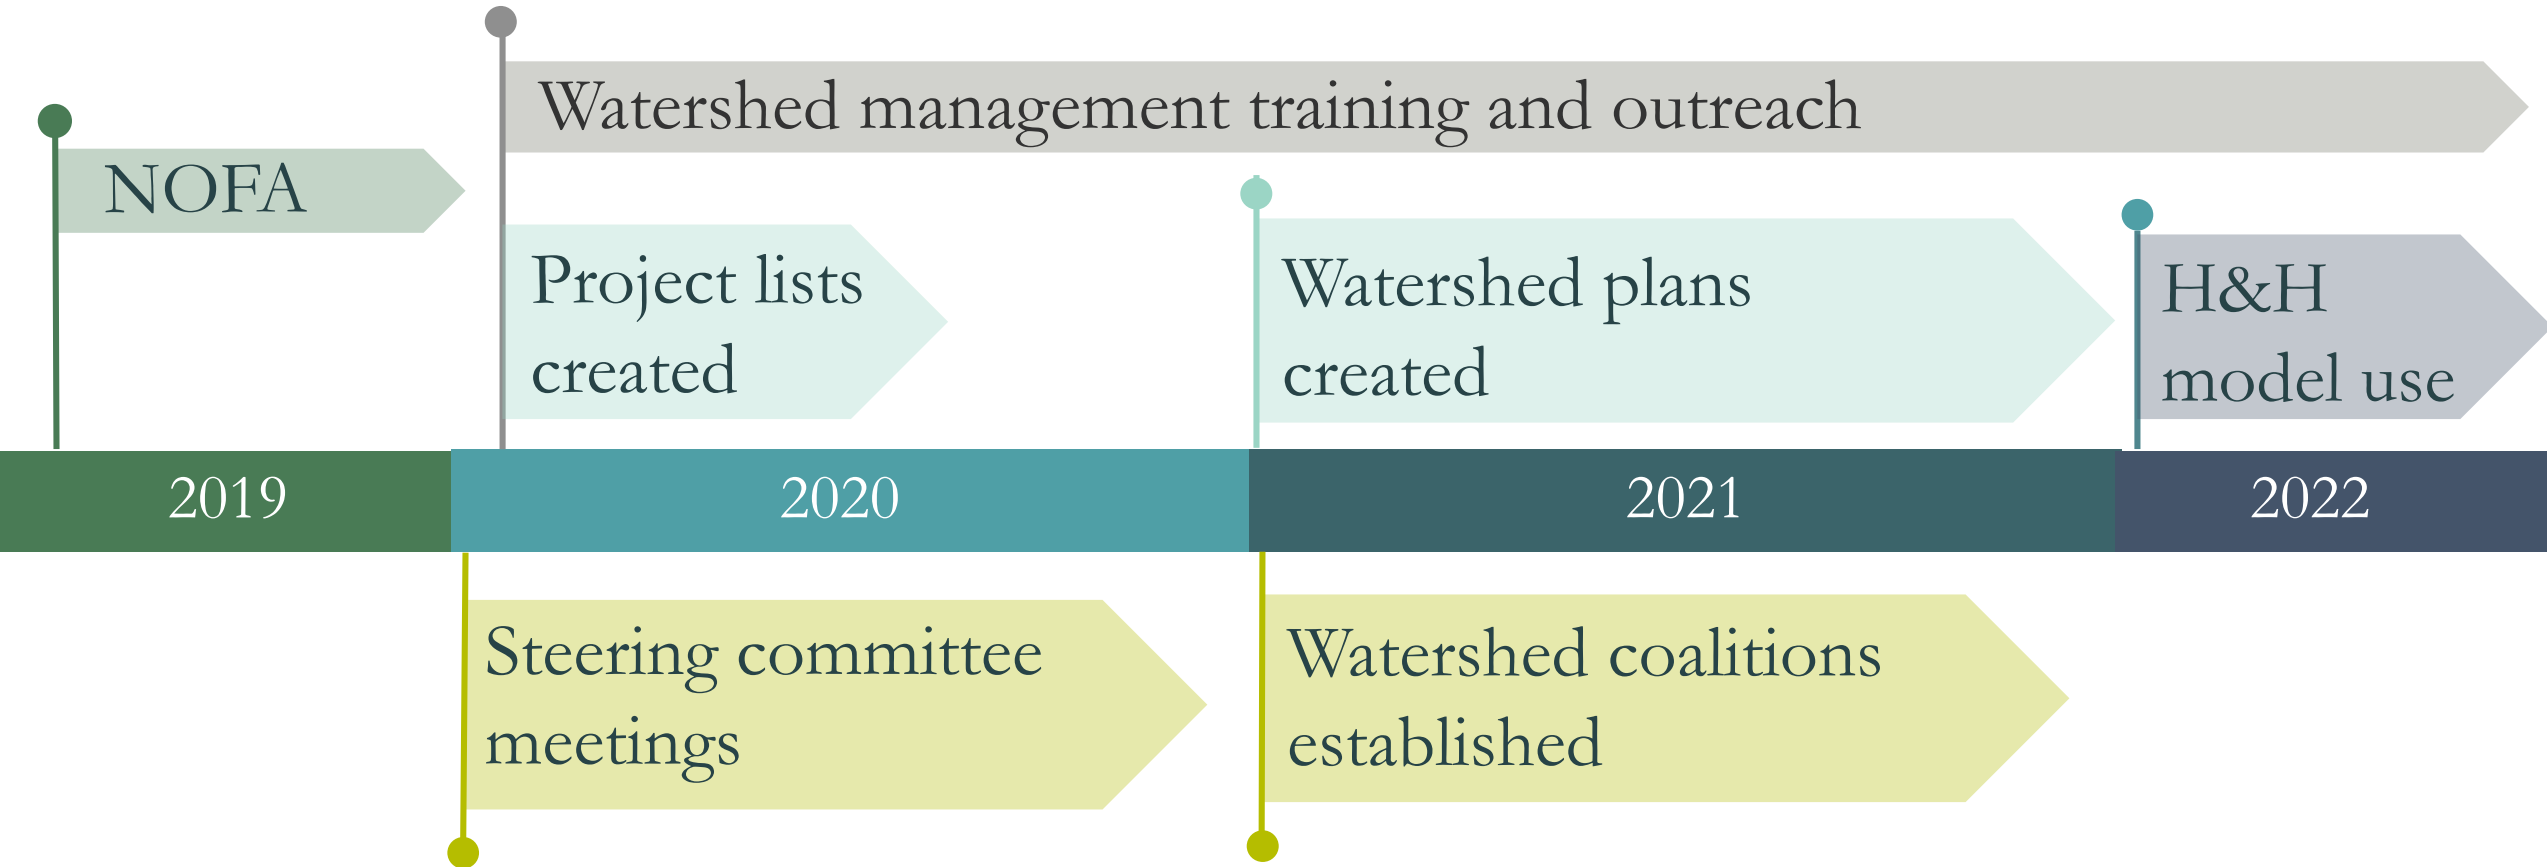 Watershed management training and outreach
NOFA
Project lists
created
Watershed plans
created
H&H
model use
2019
2020
2021
2022
Steering committee
meetings
Watershed coalitions
established